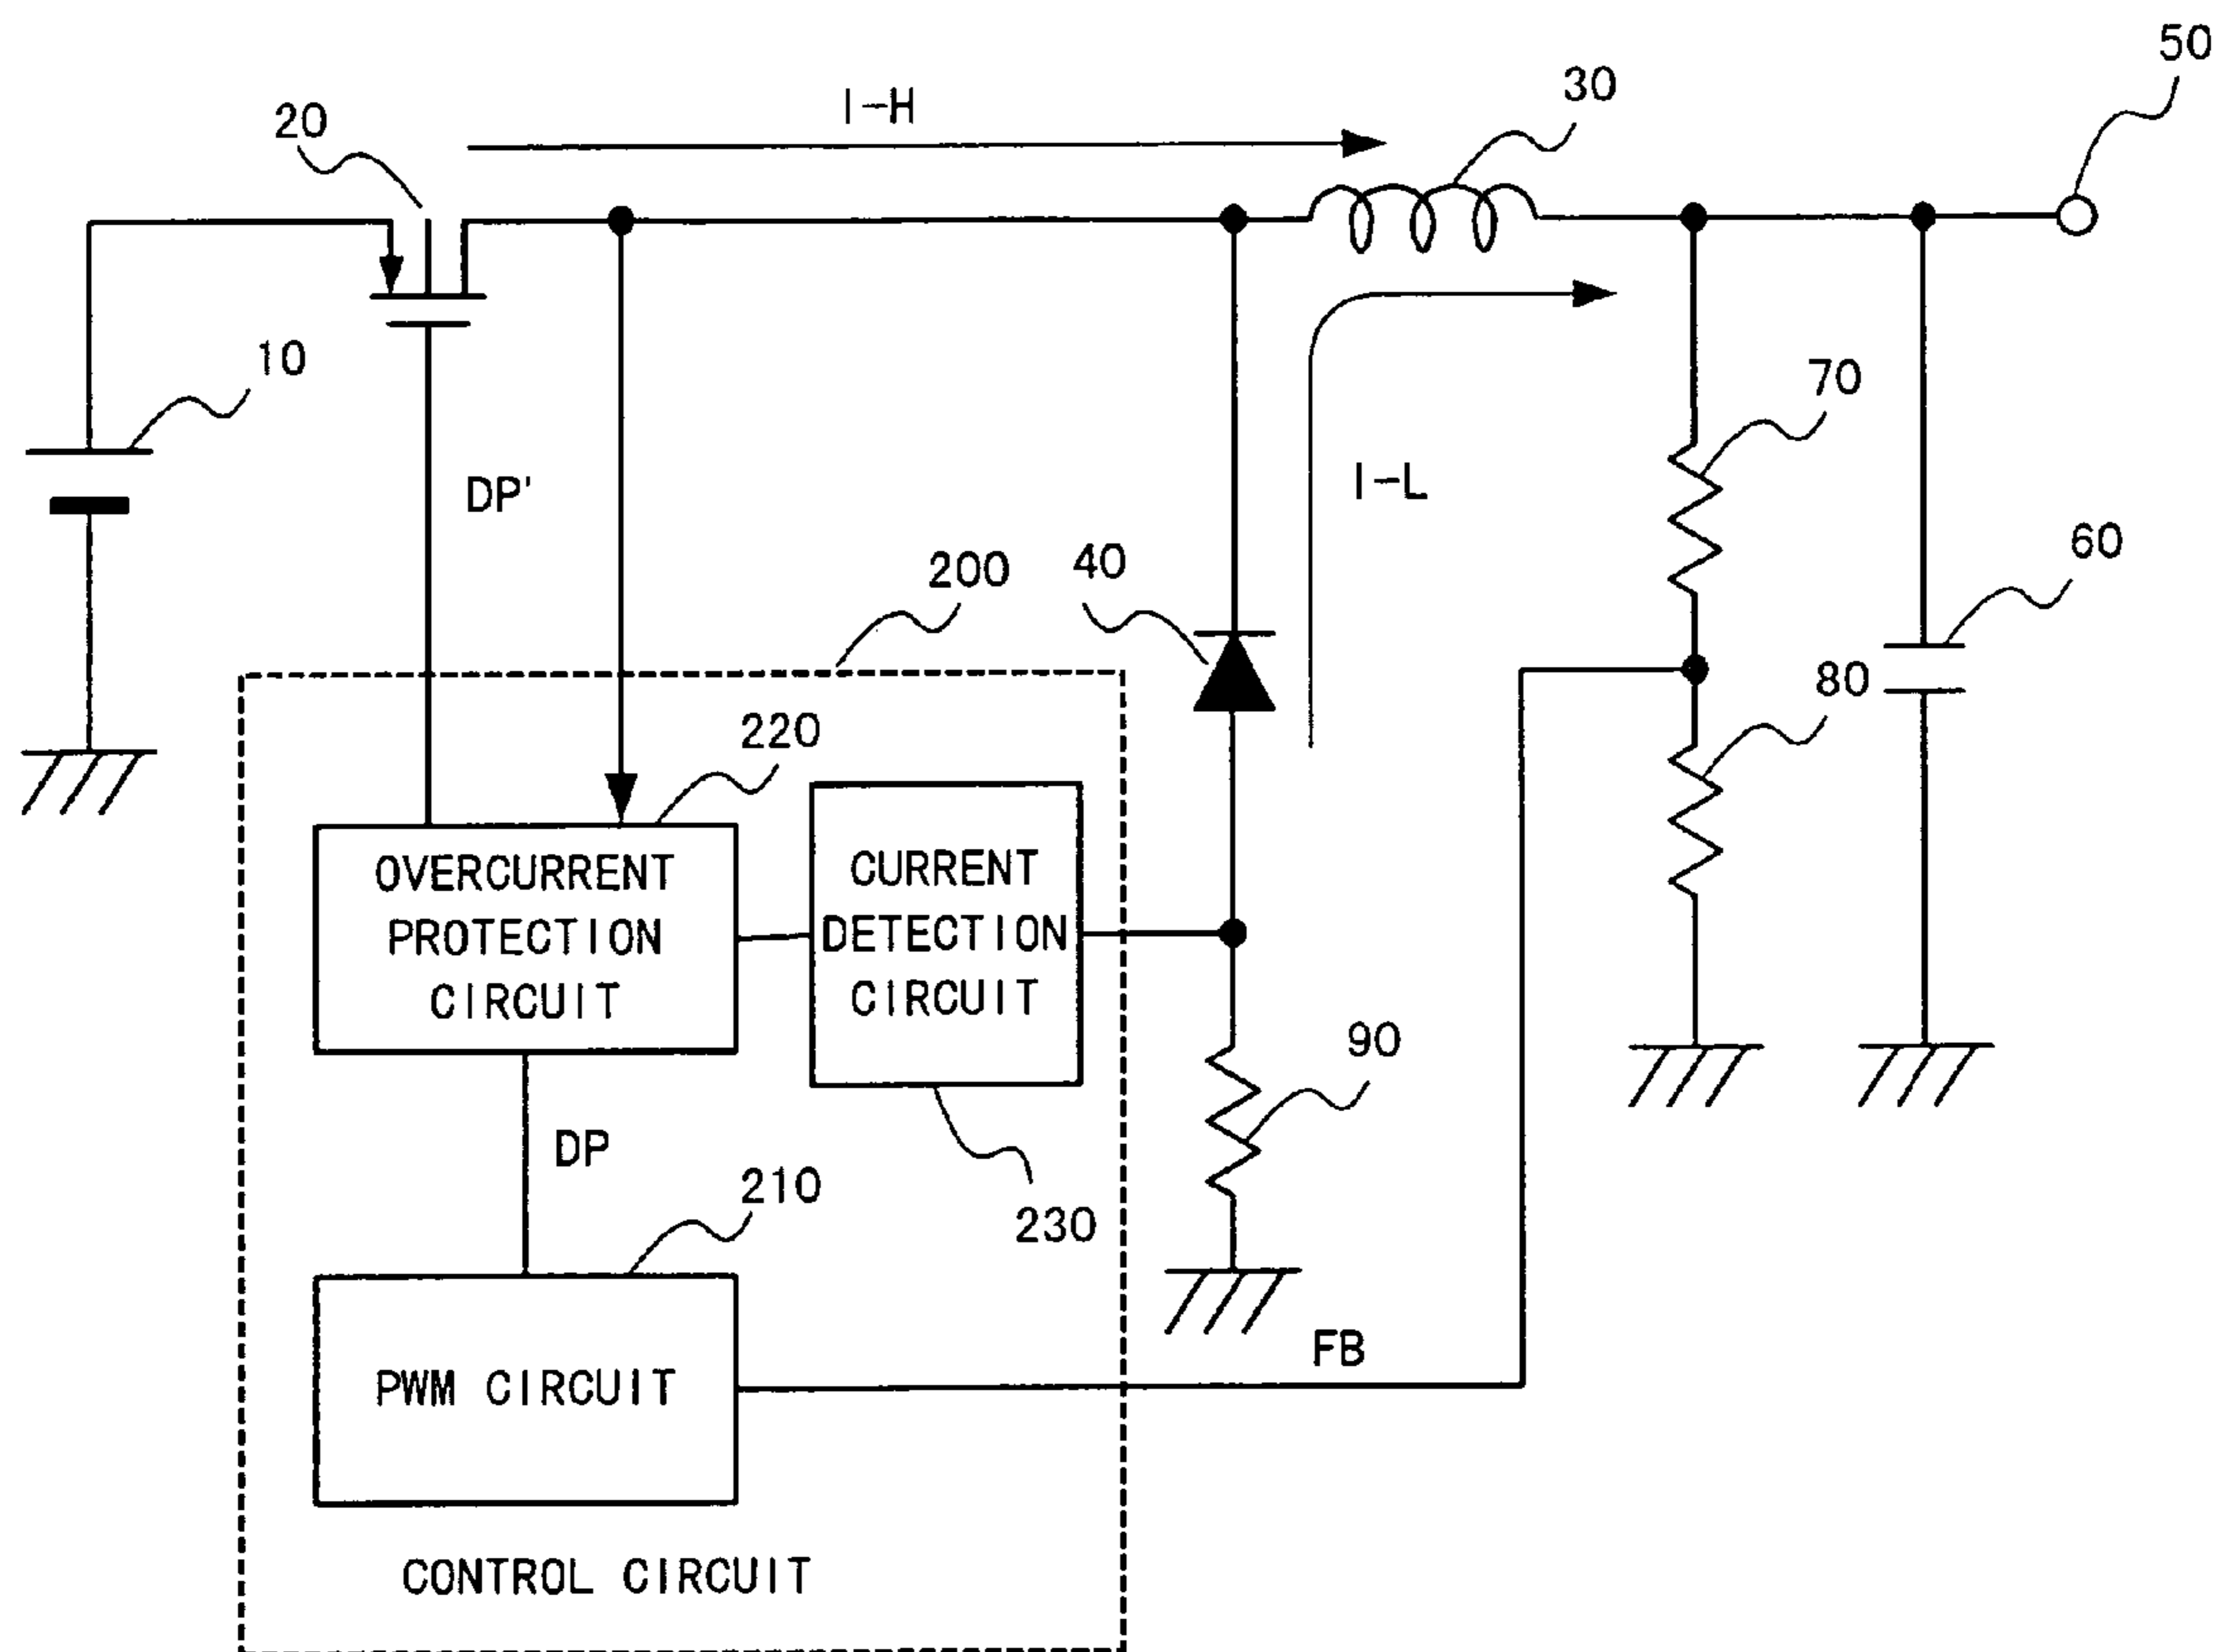 50
30
I-H
20
10
70
DP'
I-L
60
200
40
80
220
OVERCURRENT
PROTECTION
CIRCUIT
CURRENT
DETECTION
CIRCUIT
90
DP
210
230
FB
PWM CIRCUIT
CONTROL CIRCUIT